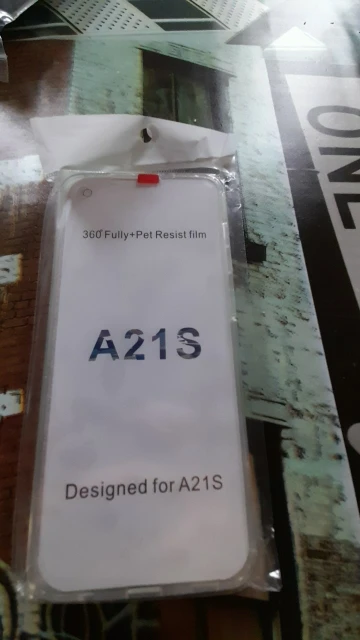 360°Fully+Pet Resist film
A21S
Designed for A21S
ONE